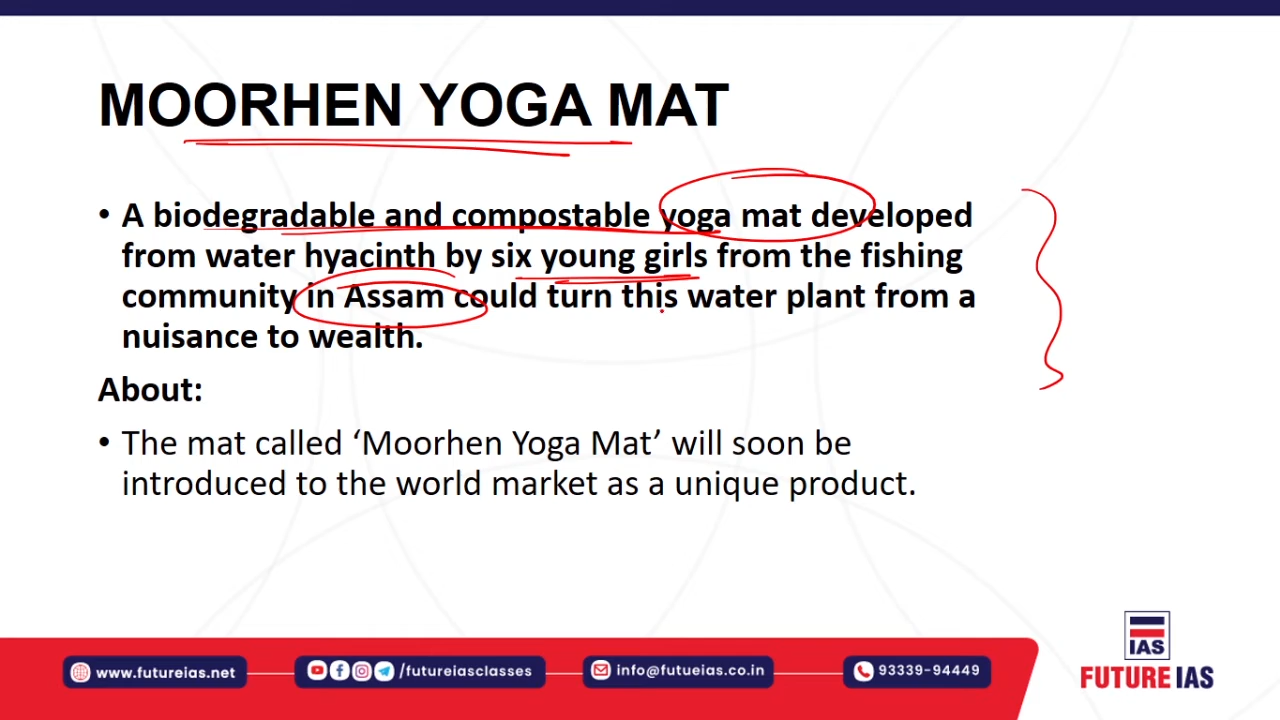 MOORHEN YOGA MAT
• A biodegradable and compostable yoga mat developed
from water hyacinth by six young girls from the fishing
community in Assam could turn this water plant from a
nuisance to wealth.
About:
• The mat called ‘Moorhen Yoga Mat’ will soon be
introduced to the world market as a unique product.
IAS
FUTURE IAS
www.futureias.net
/futureiasclasses
info@futueias.co.in
93339-94449